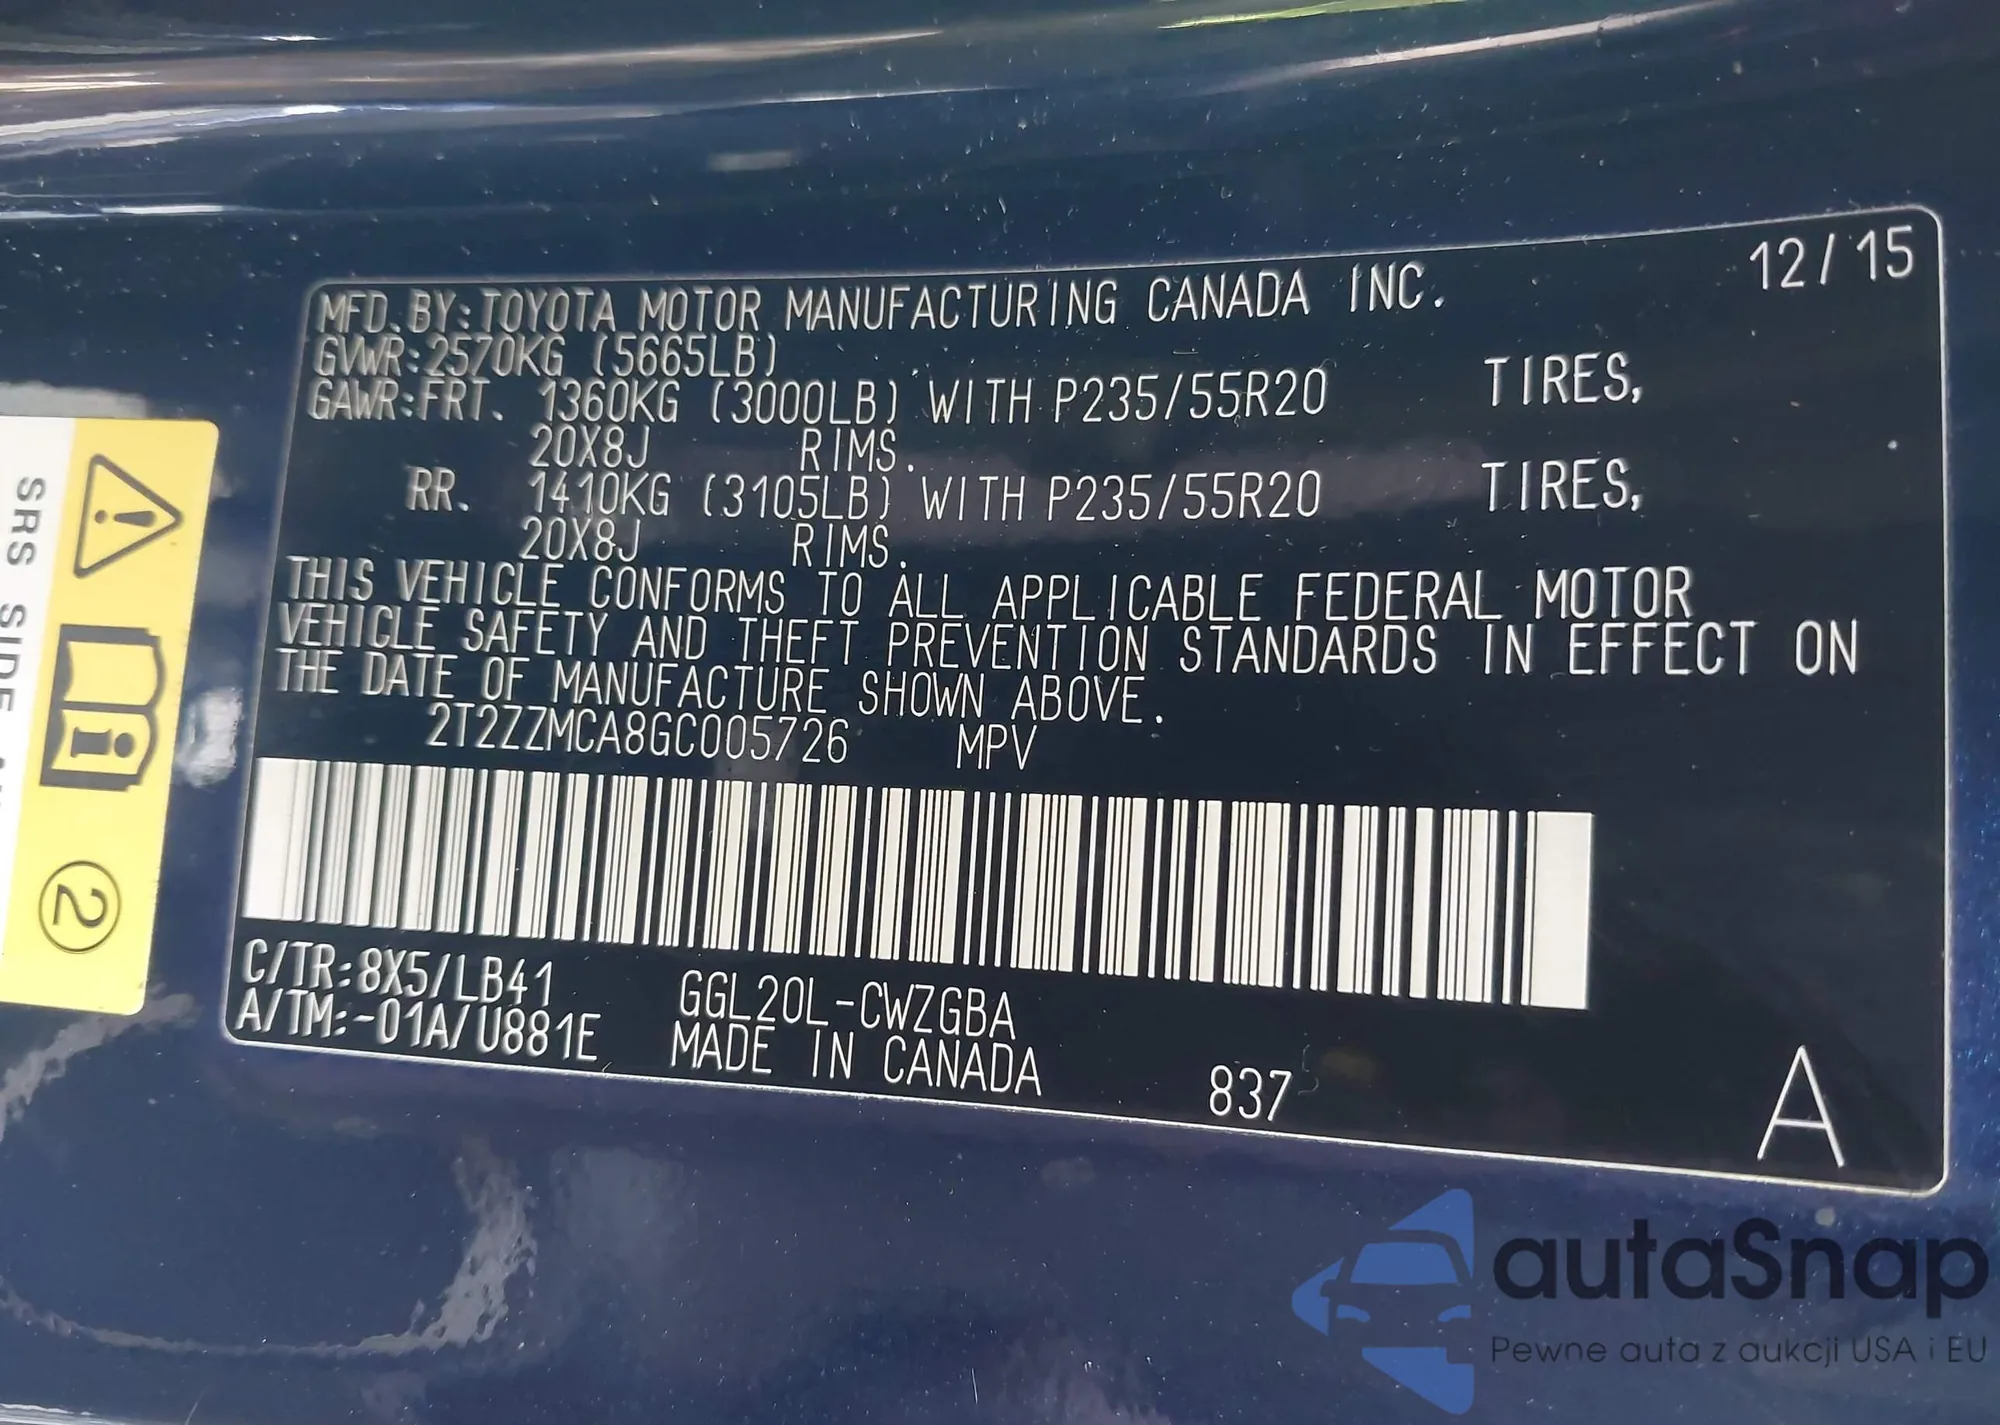 12/15
MFD. BY: TOYOTA MOTOR MANUFACTURING CANADA INC.
GVWR: 2570KG (5665LB)
GAWR: FRT. 1360KG (3000LB) WITH P235/55R20 TIRES,
20X8J RIMS.
RR. 1410KG (3105LB) WITH P235/55R20 TIRES,
20X8J RIMS.
THIS VEHICLE CONFORMS TO ALL APPLICABLE FEDERAL MOTOR
VEHICLE SAFETY AND THEFT PREVENTION STANDARDS IN EFFECT ON
THE DATE OF MANUFACTURE SHOWN ABOVE.
2T2ZZMCA8GC005726 MPV
C/TR: 8X5/LB41 GGL20L-CWZGBA
A/TM: -01A/U881E MADE IN CANADA 837 A
SRS SIDE
2
autaSnap
Pewne auta z aukcji USA i EU